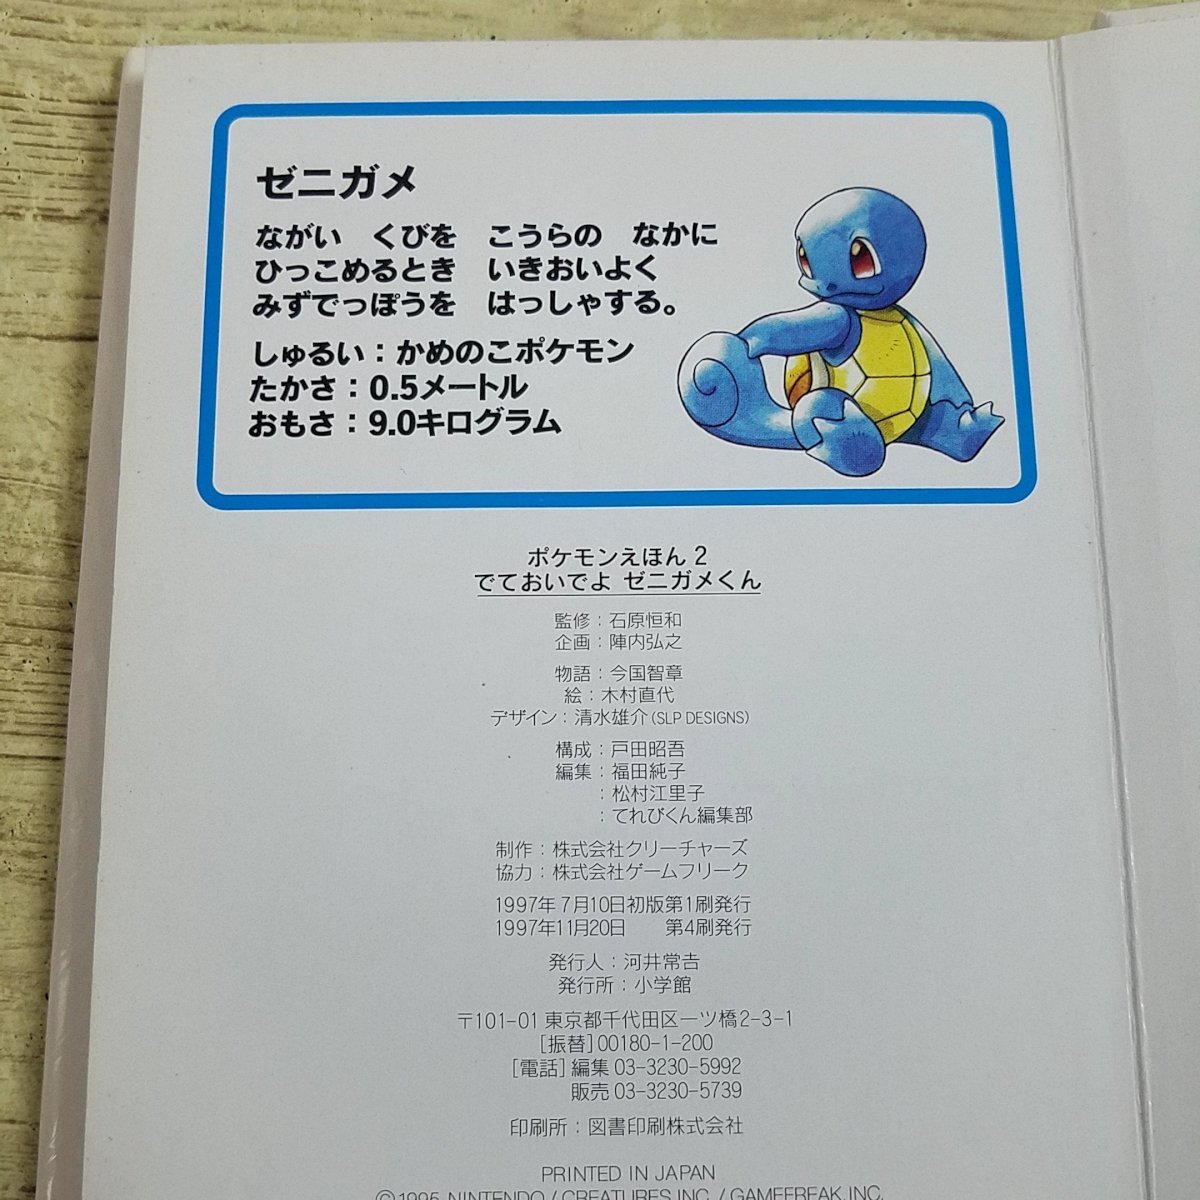 ゼニガメ
ながい くびを こうらの なかに
ひっこめるとき いきおいよく
みずでっぽうを はっしゃする。
しゅるい：かめのこポケモン
たかさ：0.5メートル
おもさ：9.0キログラム
ポケモンえほん 2
でておいでよ ゼニガメくん
監修：石原恒和
企画：陣内弘之
物語：今国智章
絵：木村直代
デザイン：清水雄介(SLP DESIGNS)
構成：戸田昭吾
編集：福田純子
：松村江里子
：てれびくん編集部
制作：株式会社クリーチャーズ
協力：株式会社ゲームフリーク
1997年 7月10日初版第1刷発行
1997年11月20日 第4刷発行
発行人：河井常𠮷
発行所：小学館
〒101-01 東京都千代田区一ツ橋2-3-1
[振替]00180-1-200
[電話]編集 03-3230-5992
販売 03-3230-5739
印刷所：図書印刷株式会社
PRINTED IN JAPAN
©1995 NINTENDO / CREATURES INC. / GAMEFREAK INC.